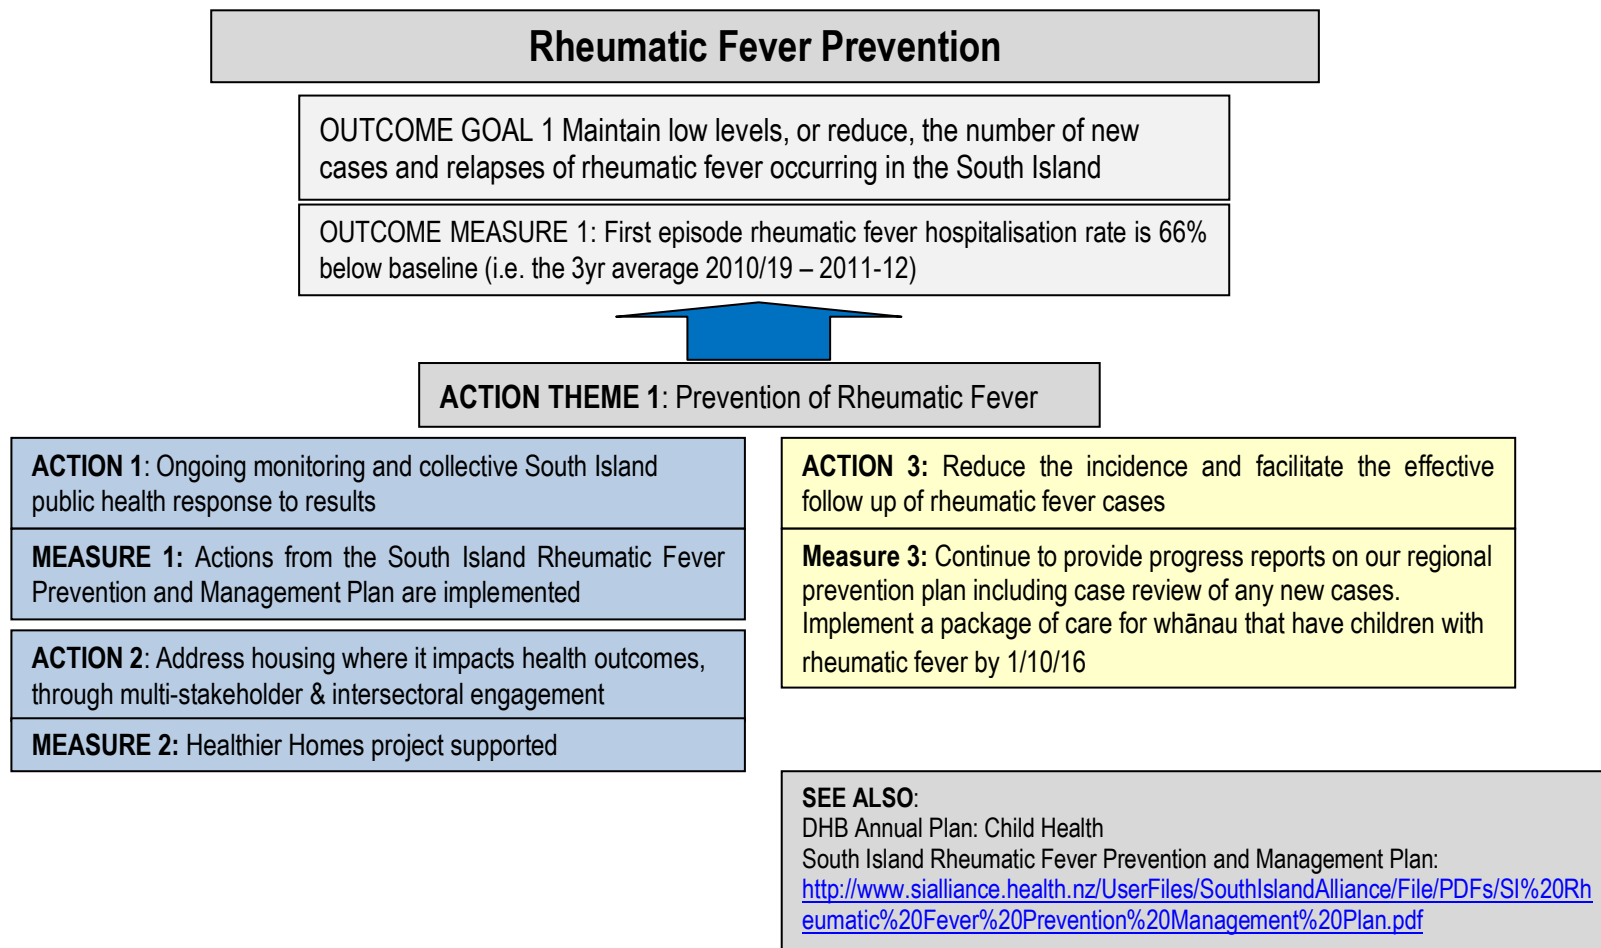 Rheumatic Fever Prevention
OUTCOME GOAL 1 Maintain low levels, or reduce, the number of new
cases and relapses of rheumatic fever occurring in the South Island
OUTCOME MEASURE 1: First episode rheumatic fever hospitalisation rate is 66%
below baseline (i.e. the 3yr average 2010/19 – 2011-12)
ACTION THEME 1: Prevention of Rheumatic Fever
ACTION 1: Ongoing monitoring and collective South Island
public health response to results
MEASURE 1: Actions from the South Island Rheumatic Fever
Prevention and Management Plan are implemented
ACTION 2: Address housing where it impacts health outcomes,
through multi-stakeholder & intersectoral engagement
MEASURE 2: Healthier Homes project supported
ACTION 3: Reduce the incidence and facilitate the effective
follow up of rheumatic fever cases
Measure 3: Continue to provide progress reports on our regional
prevention plan including case review of any new cases.
Implement a package of care for whānau that have children with
rheumatic fever by 1/10/16
SEE ALSO:
DHB Annual Plan: Child Health
South Island Rheumatic Fever Prevention and Management Plan:
http://www.sialliance.health.nz/UserFiles/SouthIslandAlliance/File/PDFs/SI%20Rh
eumatic%20Fever%20Prevention%20Management%20Plan.pdf